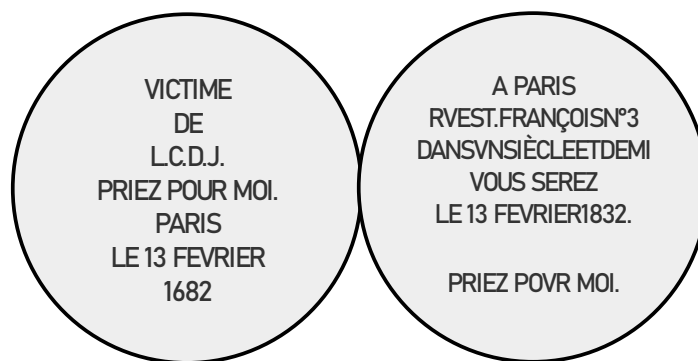 VICTIME
DE
L.C.D.J.
PRIEZ POUR MOI.
PARIS
LE 13 FEVRIER
1682
A PARIS
RVEST.FRANÇOISN°3
DANSVNSIÈCLEETDEMI
VOUS SEREZ
LE 13 FEVRIER1832.
PRIEZ POVR MOI.